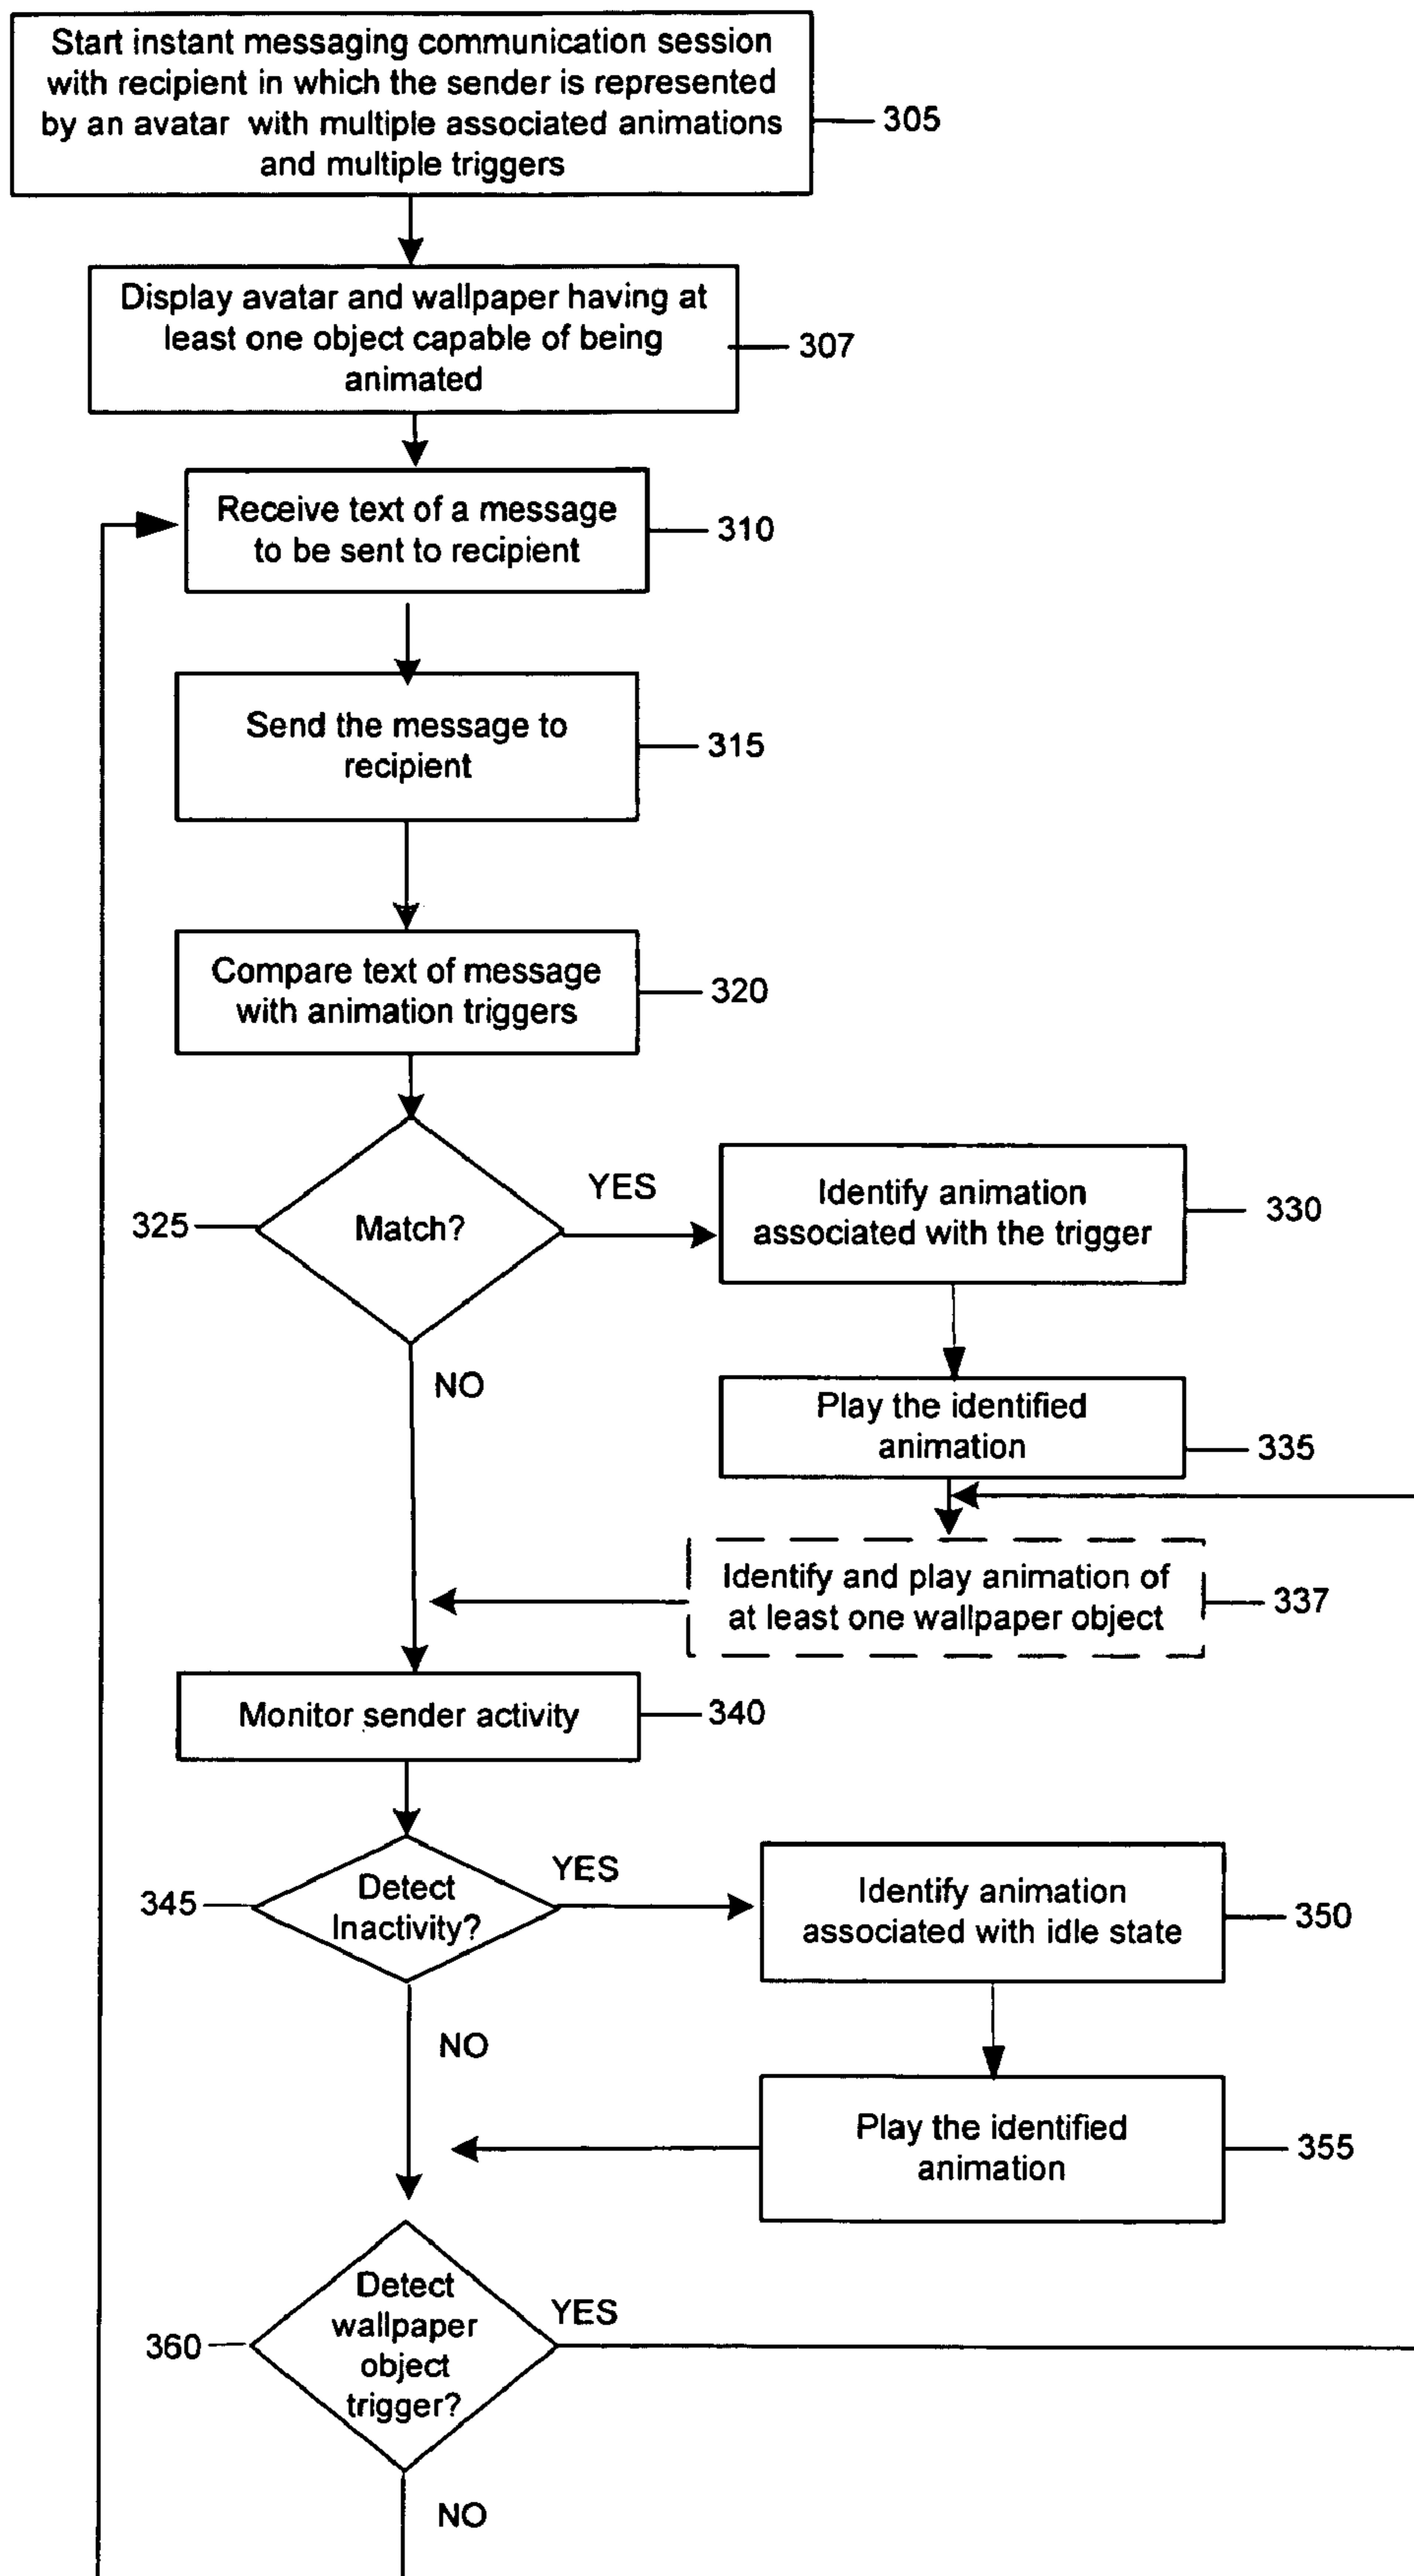 Start instant messaging communication session
with recipient in which the sender is represented
by an avatar with multiple associated animations
and multiple triggers
305
Display avatar and wallpaper having at
least one object capable of being
animated
307
Receive text of a message
to be sent to recipient
310
Send the message to
recipient
315
Compare text of message
with animation triggers
320
325
Match?
YES
NO
Identify animation
associated with the trigger
330
Play the identified
animation
335
Identify and play animation of
at least one wallpaper object
337
Monitor sender activity
340
345
Detect
Inactivity?
YES
NO
Identify animation
associated with idle state
350
Play the identified
animation
355
360
Detect
wallpaper
object
trigger?
YES
NO